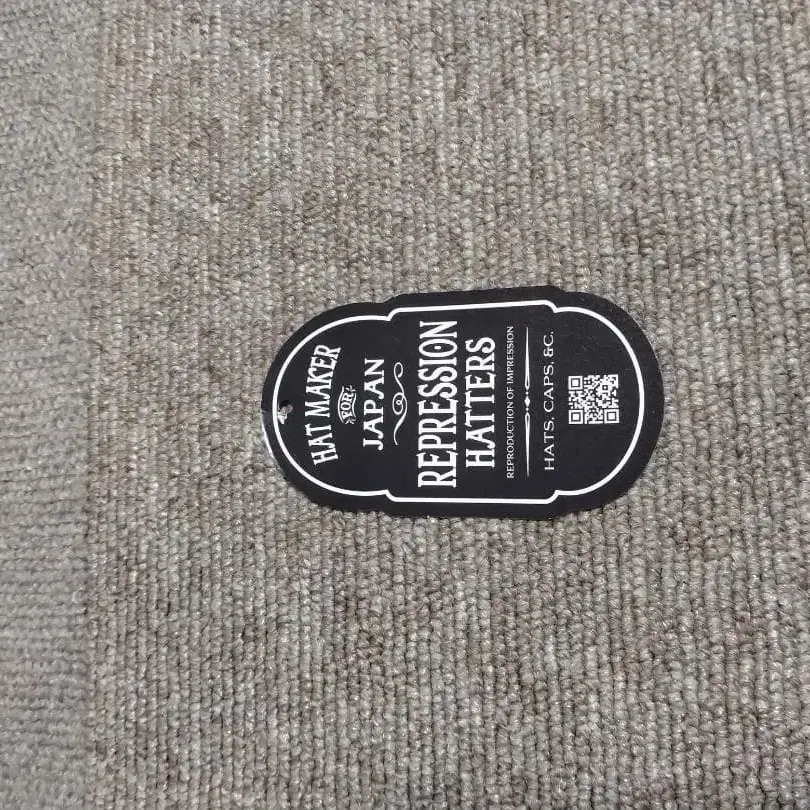 HAT MAKER
FOR
JAPAN
REPRESSION
HATTERS
REPRODUCTION OF IMPRESSION
HATS, CAPS, &C.